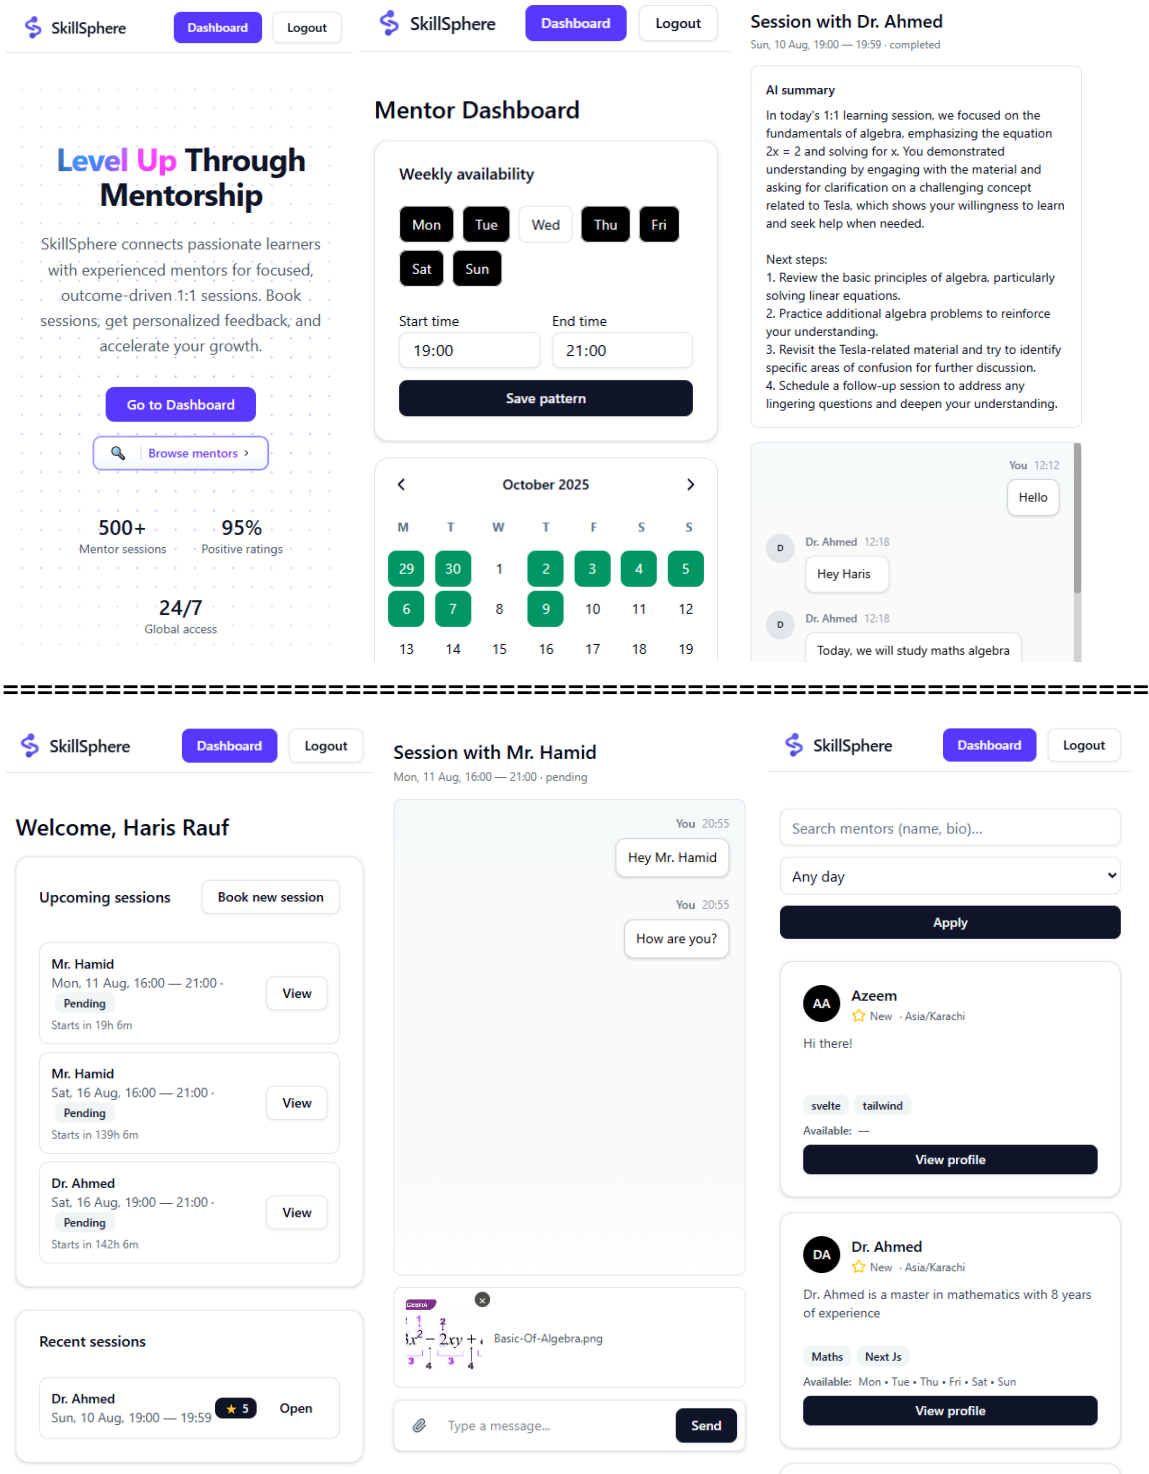 SkillSphere
Dashboard
Logout
Level Up Through
Mentorship
SkillSphere connects passionate learners
with experienced mentors for focused,
outcome-driven 1:1 sessions. Book
sessions, get personalized feedback, and
accelerate your growth.
Go to Dashboard
Browse mentors ›
500+
Mentor sessions
95%
Positive ratings
24/7
Global access
SkillSphere
Dashboard
Logout
Mentor Dashboard
Weekly availability
Mon Tue Wed Thu Fri
Sat Sun
Start time End time
19:00 21:00
Save pattern
October 2025
M T W T F S S
29 30 1 2 3 4 5
6 7 8 9 10 11 12
13 14 15 16 17 18 19
Session with Dr. Ahmed
Sun, 10 Aug, 19:00 — 19:59 · completed
AI summary
In today's 1:1 learning session, we focused on the
fundamentals of algebra, emphasizing the equation
2x = 2 and solving for x. You demonstrated
understanding by engaging with the material and
asking for clarification on a challenging concept
related to Tesla, which shows your willingness to learn
and seek help when needed.
Next steps:
1. Review the basic principles of algebra, particularly
solving linear equations.
2. Practice additional algebra problems to reinforce
your understanding.
3. Revisit the Tesla-related material and try to identify
specific areas of confusion for further discussion.
4. Schedule a follow-up session to address any
lingering questions and deepen your understanding.
You 12:12
Hello
D
Dr. Ahmed 12:18
Hey Haris
D
Dr. Ahmed 12:18
Today, we will study maths algebra
SkillSphere
Dashboard
Logout
Welcome, Haris Rauf
Upcoming sessions
Book new session
Mr. Hamid
Mon, 11 Aug, 16:00 — 21:00 ·
Pending
Starts in 19h 6m
View
Mr. Hamid
Sat, 16 Aug, 16:00 — 21:00 ·
Pending
Starts in 139h 6m
View
Dr. Ahmed
Sat, 16 Aug, 19:00 — 21:00 ·
Pending
Starts in 142h 6m
View
Recent sessions
Dr. Ahmed
Sun, 10 Aug, 19:00 — 19:59
★ 5
Open
Session with Mr. Hamid
Mon, 11 Aug, 16:00 — 21:00 · pending
You 20:55
Hey Mr. Hamid
You 20:55
How are you?
1 2
x² − 2xy +
3 4 3 4
Basic-Of-Algebra.png
Type a message...
Send
SkillSphere
Dashboard
Logout
Search mentors (name, bio)...
Any day
Apply
AA
Azeem
New · Asia/Karachi
Hi there!
svelte tailwind
Available: —
View profile
DA
Dr. Ahmed
New · Asia/Karachi
Dr. Ahmed is a master in mathematics with 8 years
of experience
Maths Next Js
Available: Mon • Tue • Thu • Fri • Sat • Sun
View profile